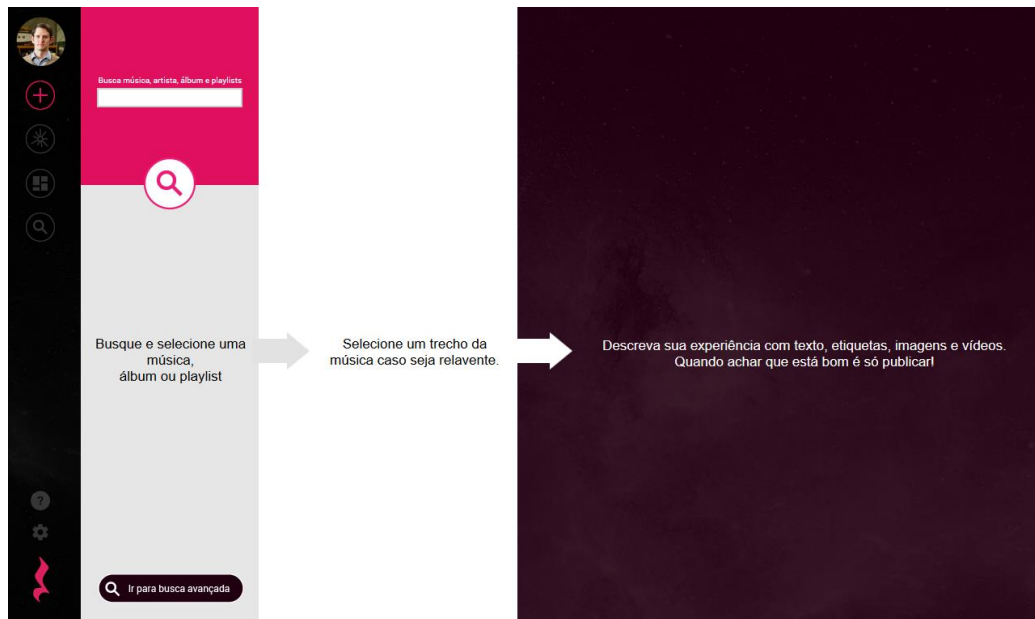 Busca música, artista, álbum e playlists
Busque e selecione uma
música,
álbum ou playlist
Selecione um trecho da
música caso seja relavente.
Descreva sua experiência com texto, etiquetas, imagens e vídeos.
Quando achar que está bom é só publicar!
?
Ir para busca avançada